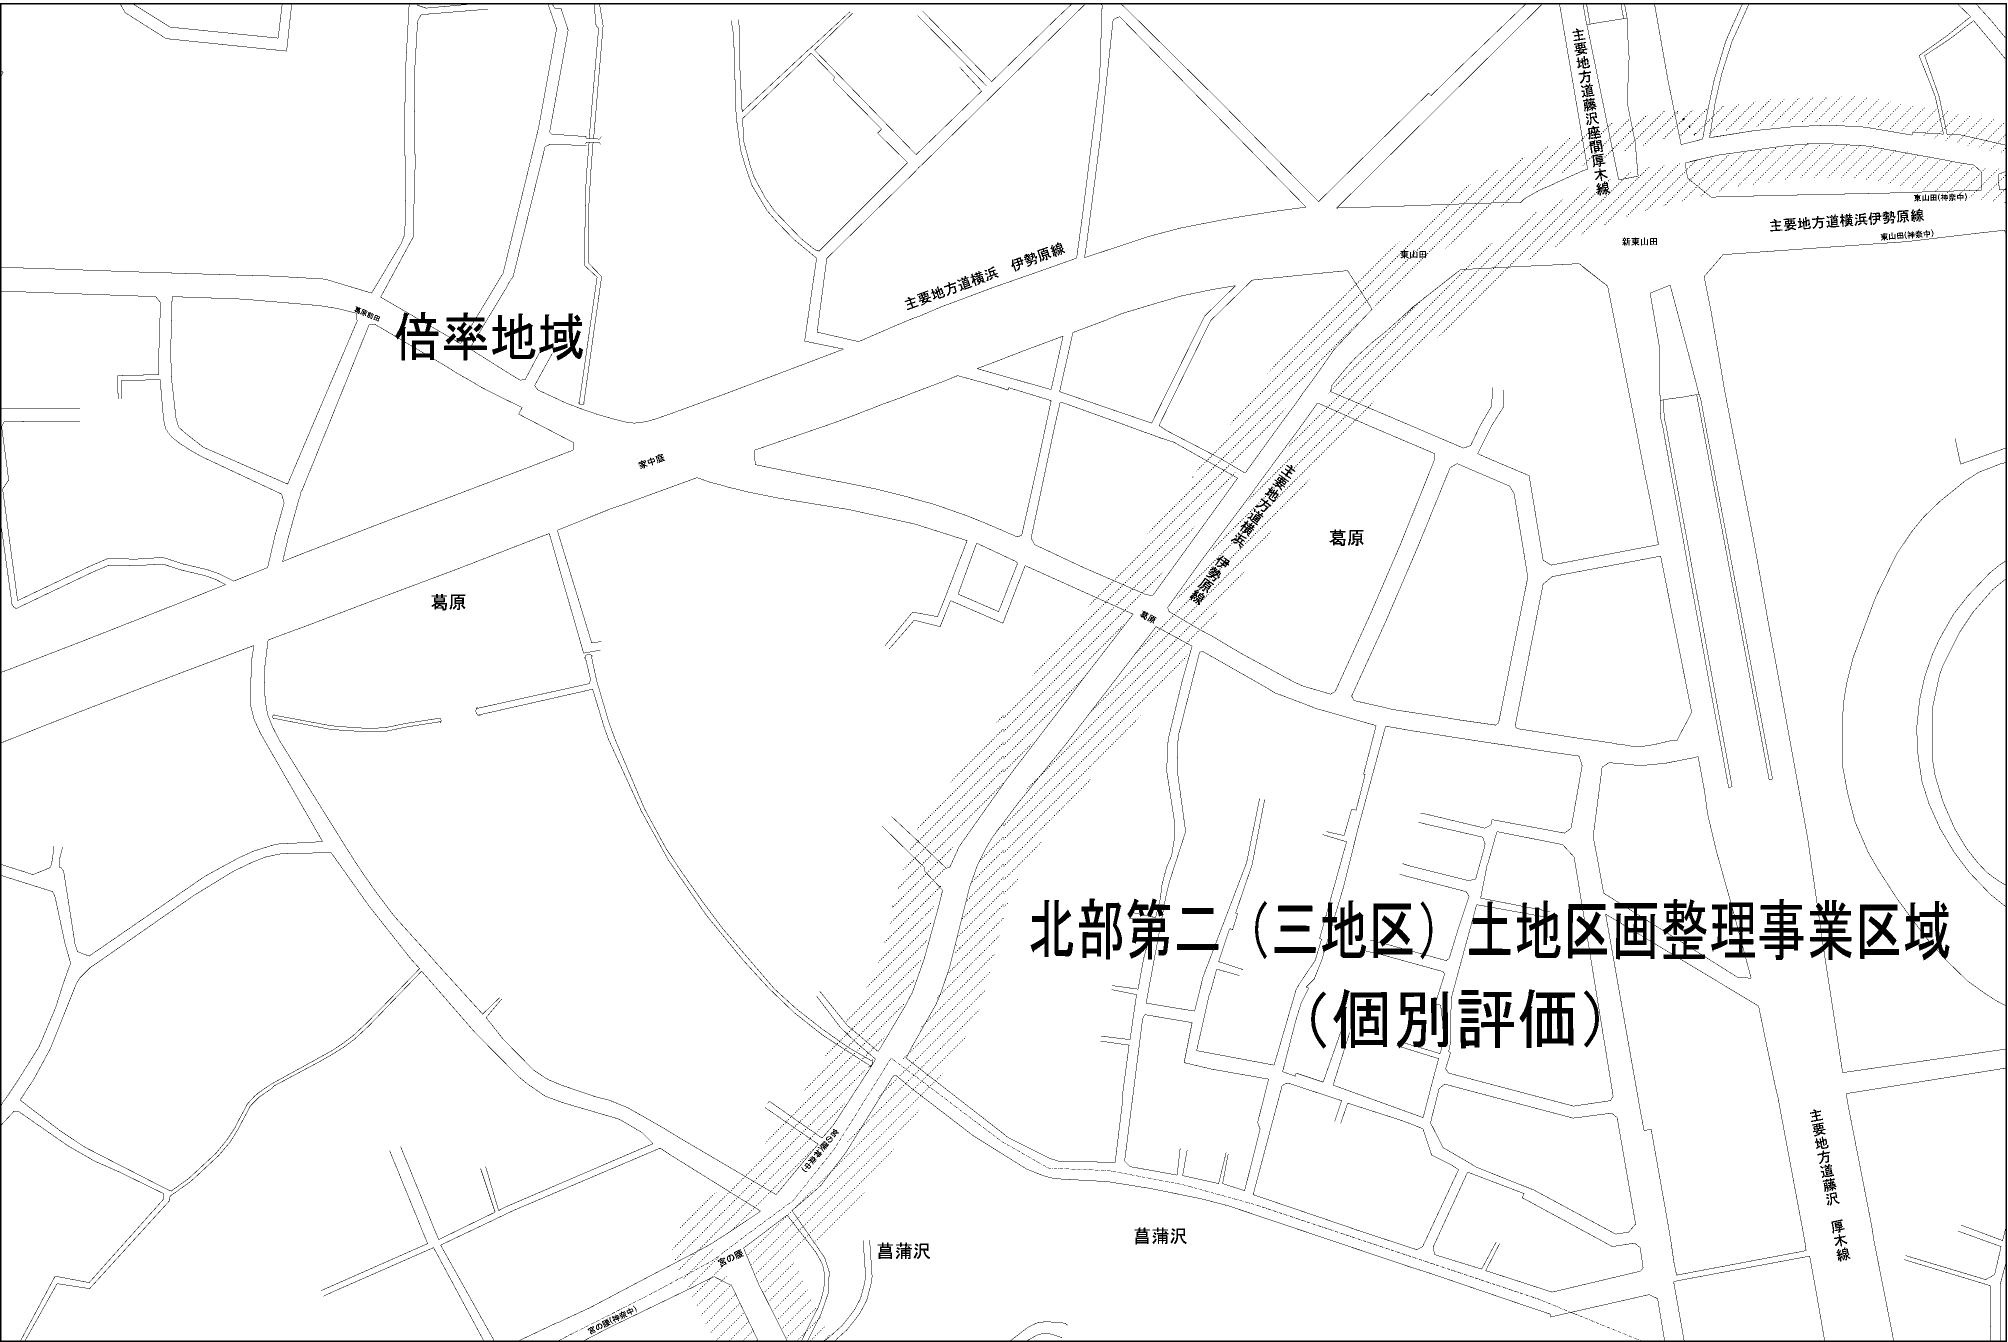 主要地方道藤沢座間厚木線
東山田(神奈中)
主要地方道横浜伊勢原線
東山田(神奈中)
新東山田
東山田
主要地方道横浜　伊勢原線
葛原前田
倍率地域
家中庭
主要地方道横浜　伊勢原線
葛原
葛原
葛原
北部第二（三地区）土地区画整理事業区域
（個別評価）
主要地方道藤沢　厚木線
菖蒲沢
菖蒲沢